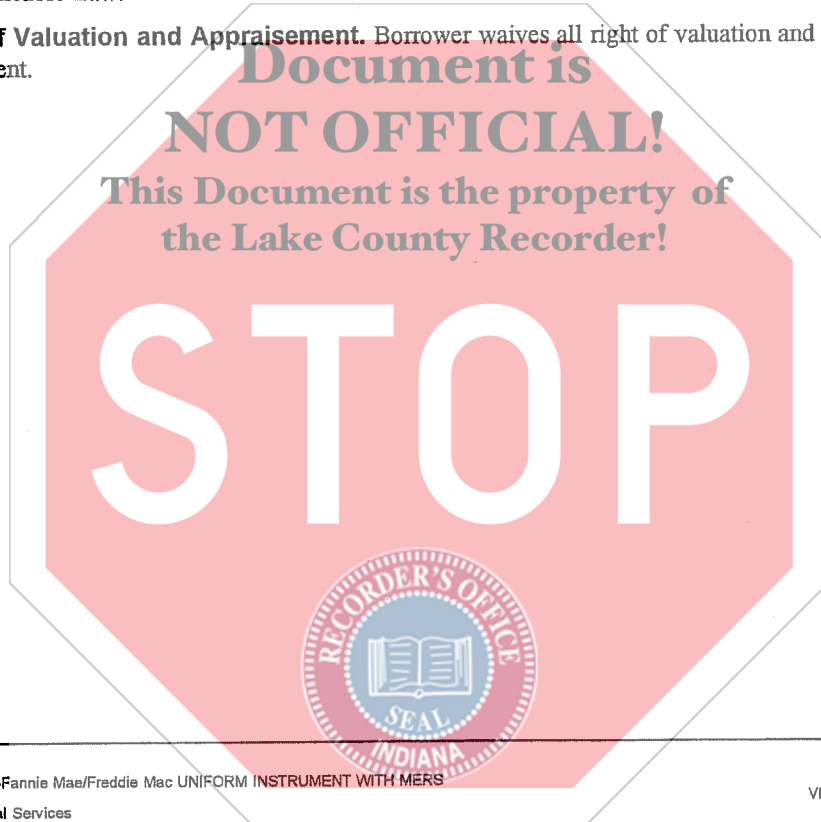 f Valuation and Appraisement. Borrower waives all right of valuation and
ent.
Document is
NOT OFFICIAL!
This Document is the property of
the Lake County Recorder!
STOP
RECORDER'S OFFICE
SEAL
INDIANA
-Fannie Mae/Freddie Mac UNIFORM INSTRUMENT WITH MERS
VI
al Services